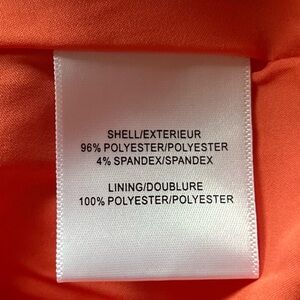 SHELL/EXTERIEUR
96% POLYESTER/POLYESTER
4% SPANDEX/SPANDEX
LINING/DOUBLURE
100% POLYESTER/POLYESTER